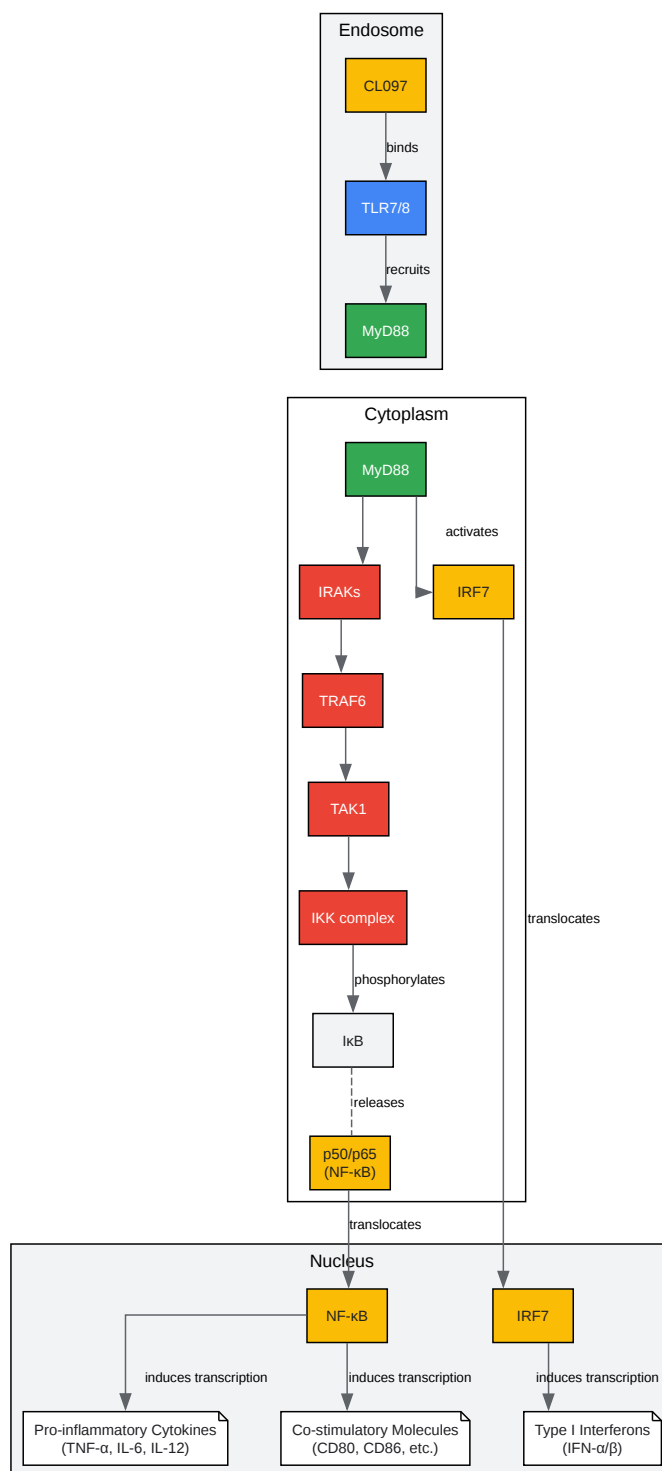 Endosome
CL097
binds
TLR7/8
recruits
MyD88
Cytoplasm
MyD88
activates
IRAKs
IRF7
TRAF6
TAK1
IKK complex
translocates
phosphorylates
IκB
releases
p50/p65
(NF-κB)
translocates
Nucleus
NF-κB
IRF7
induces transcription
induces transcription
induces transcription
Pro-inflammatory Cytokines
(TNF-α, IL-6, IL-12)
Co-stimulatory Molecules
(CD80, CD86, etc.)
Type I Interferons
(IFN-α/β)